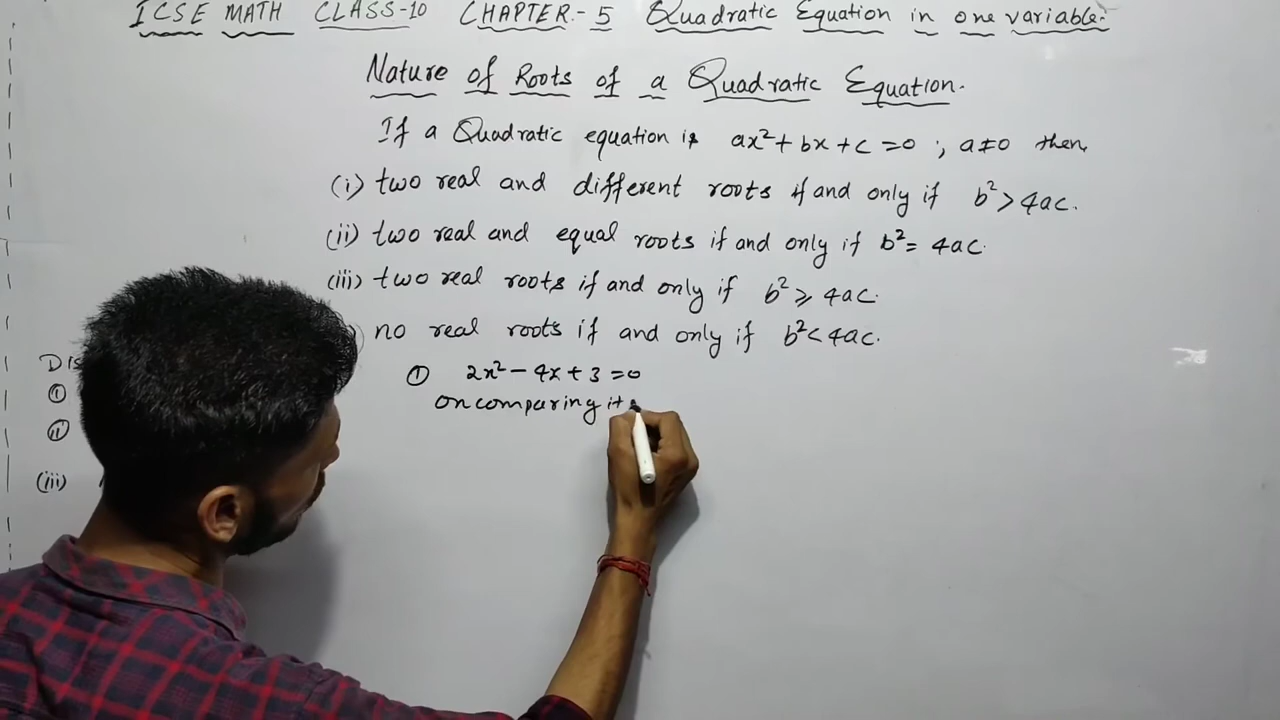 ICSE MATH CLASS-10 CHAPTER-5 Quadratic Equation in one variable.
Nature of Roots of a Quadratic Equation.
If a Quadratic equation is ax²+bx+c=0 ; a≠0 then,
(i) two real and different roots if and only if b²>4ac.
(ii) two real and equal roots if and only if b²=4ac.
(iii) two real roots if and only if b²⩾4ac.
) no real roots if and only if b²<4ac.
DIS
①
ⅱ
(iii)
① 2x²-4x+3=0
on comparing it